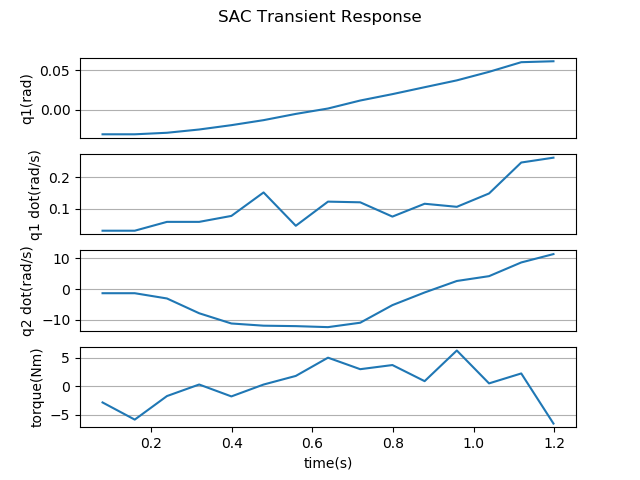 SAC Transient Response
q1(rad)
0.05
0.00
q1 dot(rad/s)
0.2
0.1
q2 dot(rad/s)
10
0
−10
torque(Nm)
5
0
−5
0.2 0.4 0.6 0.8 1.0 1.2
time(s)